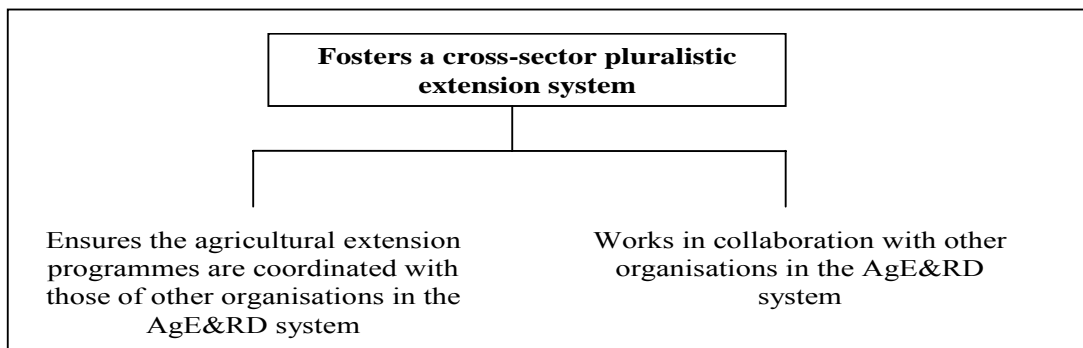 Fosters a cross-sector pluralistic
extension system
Ensures the agricultural extension
programmes are coordinated with
those of other organisations in the
AgE&RD system
Works in collaboration with other
organisations in the AgE&RD
system